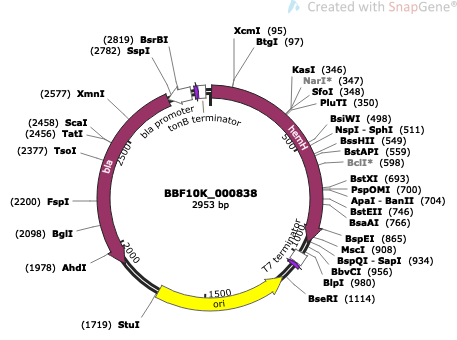 Created with SnapGene®
(2819) BsrBI
(2782) SspI
XcmI (95)
BtgI (97)
KasI (346)
NarI* (347)
SfoI (348)
PluTI (350)
BsiWI (498)
NspI - SphI (511)
BssHII (549)
BstAPI (559)
BclI* (598)
BstXI (693)
PspOMI (700)
ApaI - BanII (704)
BstEII (746)
BsaAI (766)
BspEI (865)
MscI (908)
BspQI - SapI (934)
BbvCI (956)
BlpI (980)
BseRI (1114)
(2577) XmnI
(2458) ScaI
(2456) TatI
(2377) TsoI
(2200) FspI
(2098) BglI
(1978) AhdI
(1719) StuI
bla promoter
tonB terminator
hemH
bla
T7 terminator
ori
500
1000
1500
2000
2500
BBF10K_000838
2953 bp